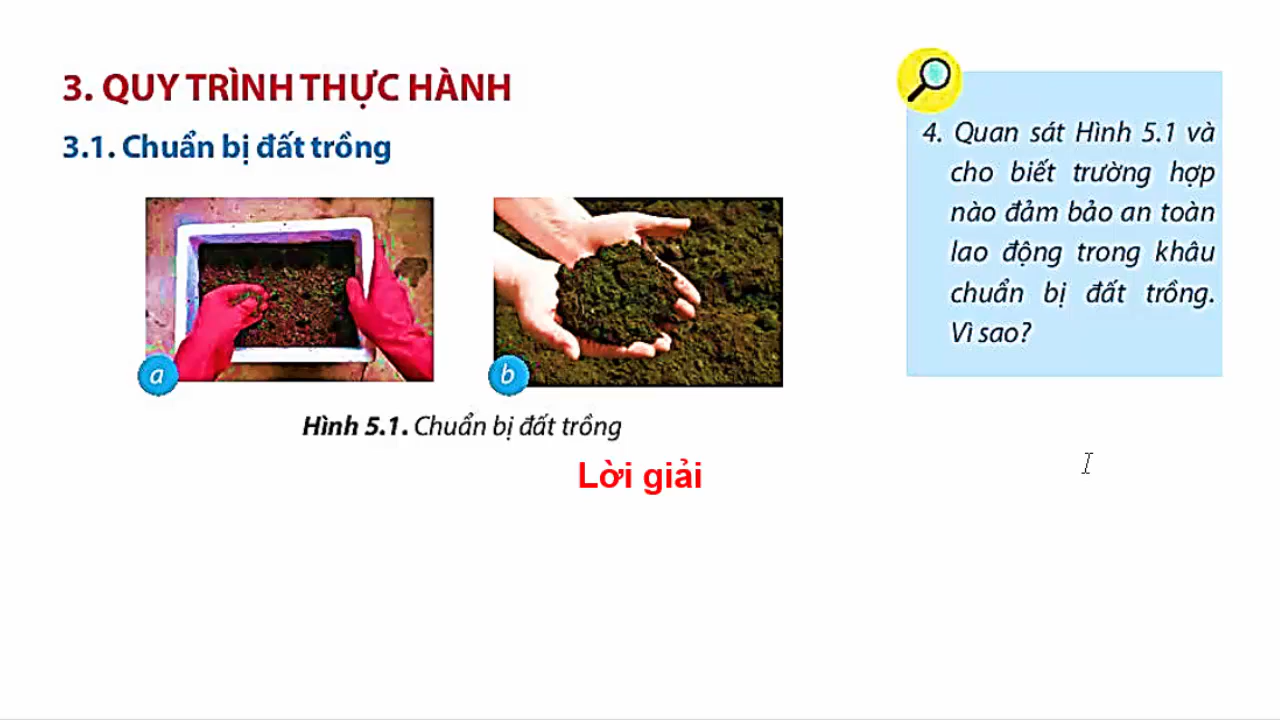 3. QUY TRÌNH THỰC HÀNH
3.1. Chuẩn bị đất trồng
a
b
Hình 5.1. Chuẩn bị đất trồng
4. Quan sát Hình 5.1 và
cho biết trường hợp
nào đảm bảo an toàn
lao động trong khâu
chuẩn bị đất trồng.
Vì sao?
Lời giải